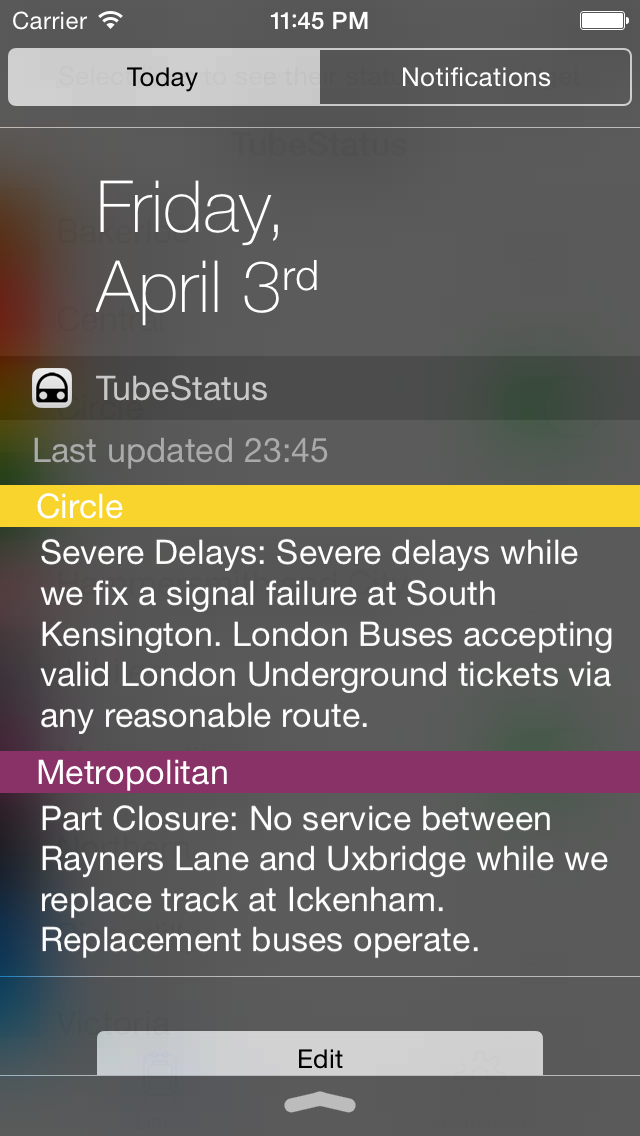 Carrier 11:45 PM
Today Notifications
TubeStatus
Friday,
April 3rd
TubeStatus
Last updated 23:45
Circle
Severe Delays: Severe delays while
we fix a signal failure at South
Kensington. London Buses accepting
valid London Underground tickets via
any reasonable route.
Metropolitan
Part Closure: No service between
Rayners Lane and Uxbridge while we
replace track at Ickenham.
Replacement buses operate.
Victoria
Edit